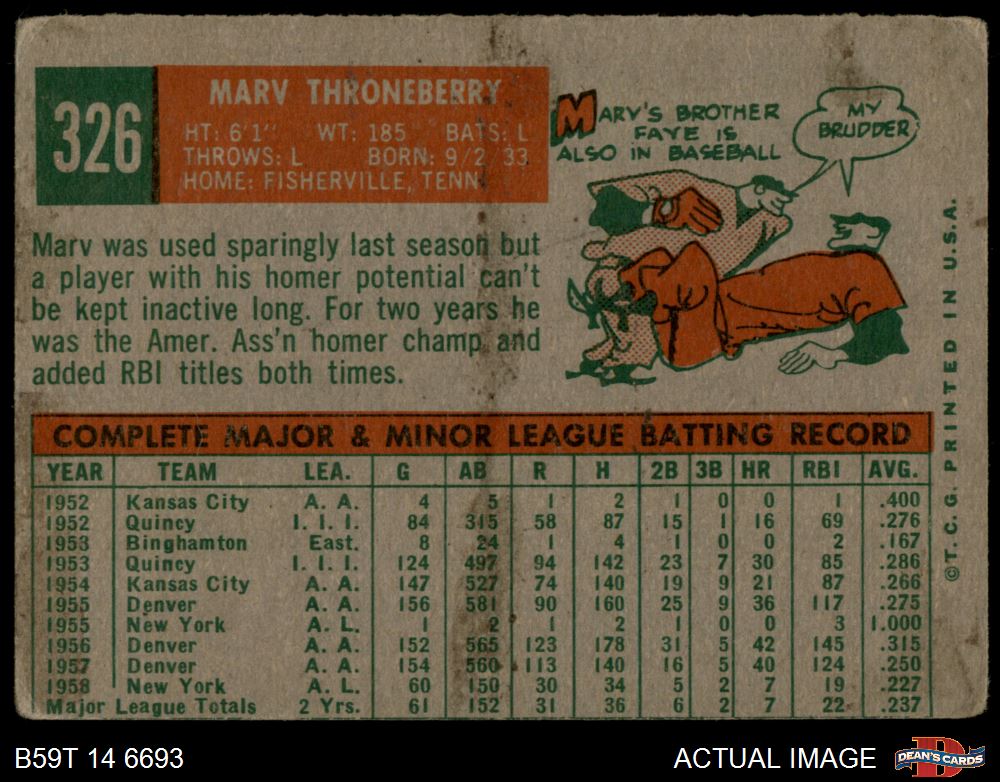 326
MARV THRONEBERRY
HT: 6'1" WT: 185 BATS: L
THROWS: L BORN: 9/2/33
HOME: FISHERVILLE, TENN
MARV'S BROTHER
FAYE IS
ALSO IN BASEBALL
MY
BRUDDER
Marv was used sparingly last season but
a player with his homer potential can't
be kept inactive long. For two years he
was the Amer. Ass'n homer champ and
added RBI titles both times.
COMPLETE MAJOR & MINOR LEAGUE BATTING RECORD
YEAR TEAM LEA. G AB R H 2B 3B HR RBI AVG.
1952 Kansas City A. A. 4 5 1 2 1 0 0 1 .400
1952 Quincy I. I. I. 84 315 58 87 15 1 16 69 .276
1953 Binghamton East. 8 24 1 4 1 0 0 2 .167
1953 Quincy I. I. I. 124 497 94 142 23 7 30 85 .286
1954 Kansas City A. A. 147 527 74 140 19 9 21 87 .266
1955 Denver A. A. 156 581 90 160 25 9 36 117 .275
1955 New York A. L. 1 2 1 2 1 0 0 3 1.000
1956 Denver A. A. 152 565 123 178 31 5 42 145 .315
1957 Denver A. A. 154 560 113 140 16 5 40 124 .250
1958 New York A. L. 60 150 30 34 5 2 7 19 .227
Major League Totals 2 Yrs. 61 152 31 36 6 2 7 22 .237
©T.C.G. PRINTED IN U.S.A.
B59T 14 6693
ACTUAL IMAGE
D
DEAN'S CARDS